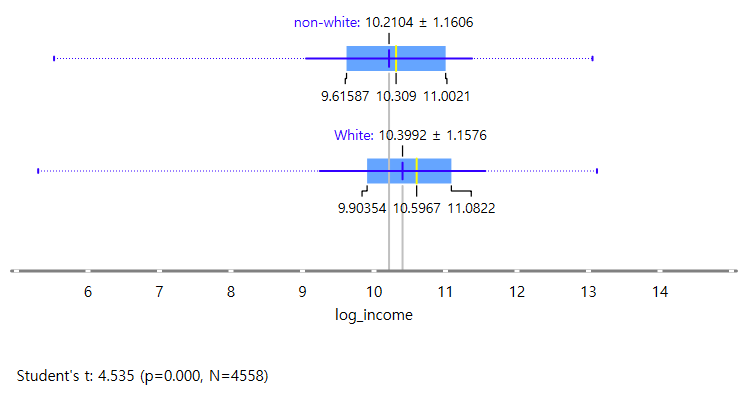 non-white: 10.2104 ± 1.1606
9.61587 10.309 11.0021
White: 10.3992 ± 1.1576
9.90354 10.5967 11.0822
6 7 8 9 10 11 12 13 14
log_income
Student's t: 4.535 (p=0.000, N=4558)